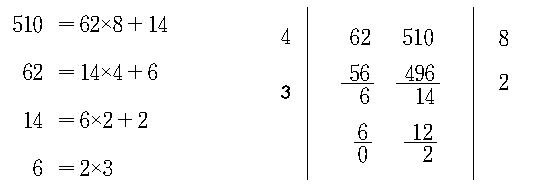 510 = 62×8 + 14
62 = 14×4 + 6
14 = 6×2 + 2
6 = 2×3
4 62 510 8
3 56 496 2
6 14
6 12
0 2